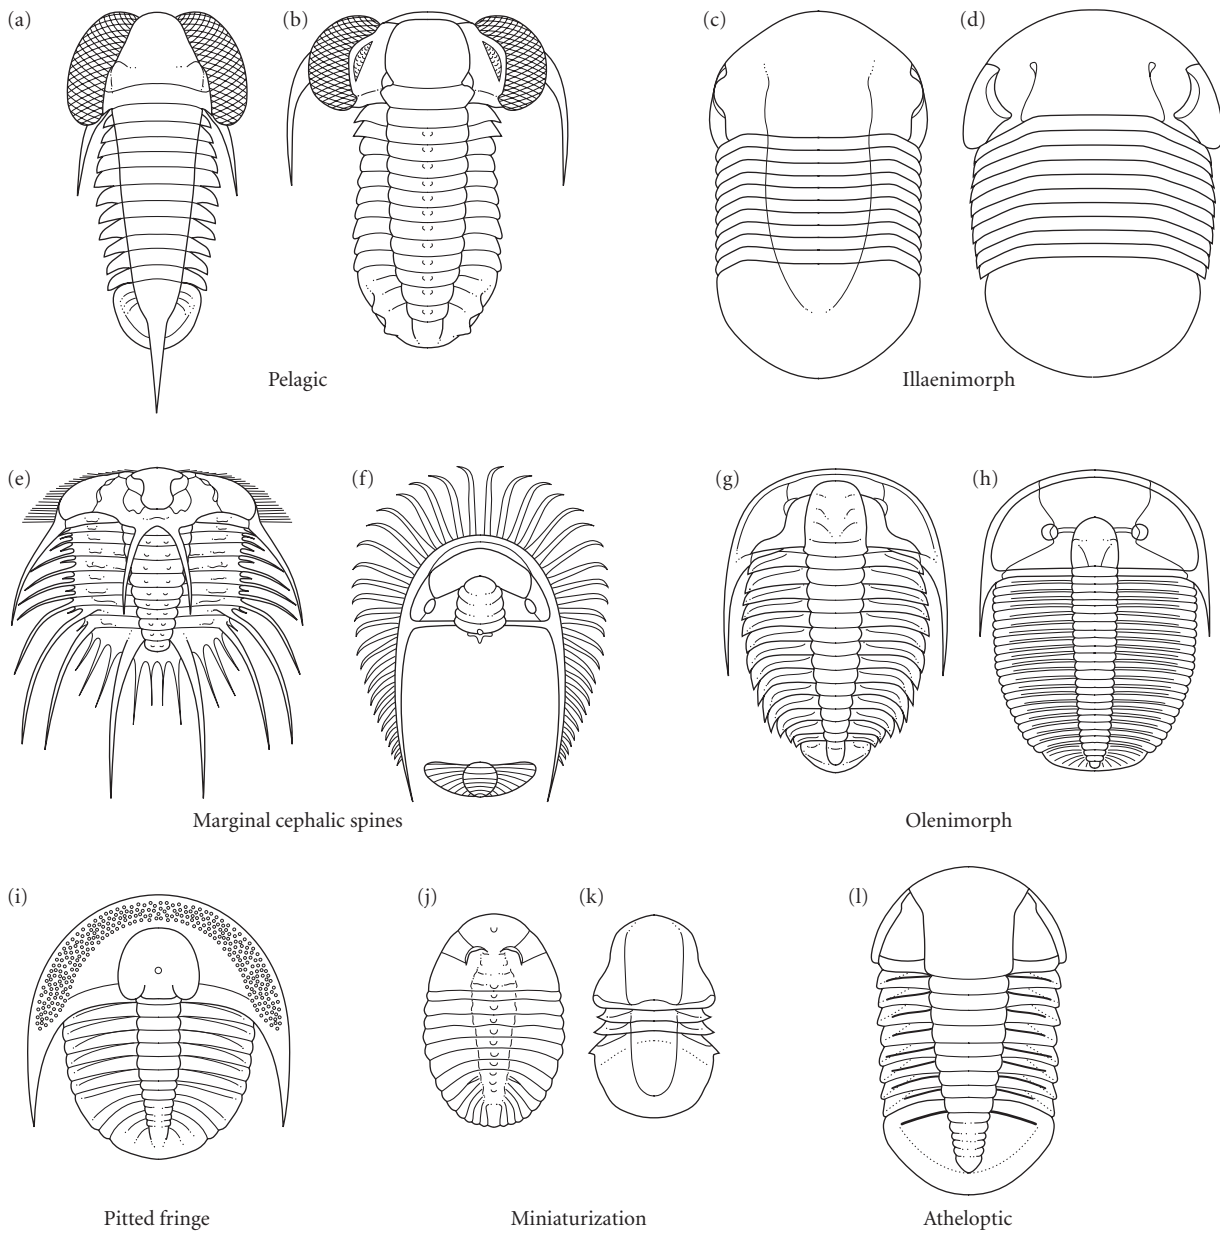 (a)
(b)
(c)
(d)
Pelagic
Illaenimorph
(e)
(f)
(g)
(h)
Marginal cephalic spines
Olenimorph
(i)
(j)
(k)
(l)
Pitted fringe
Miniaturization
Atheloptic